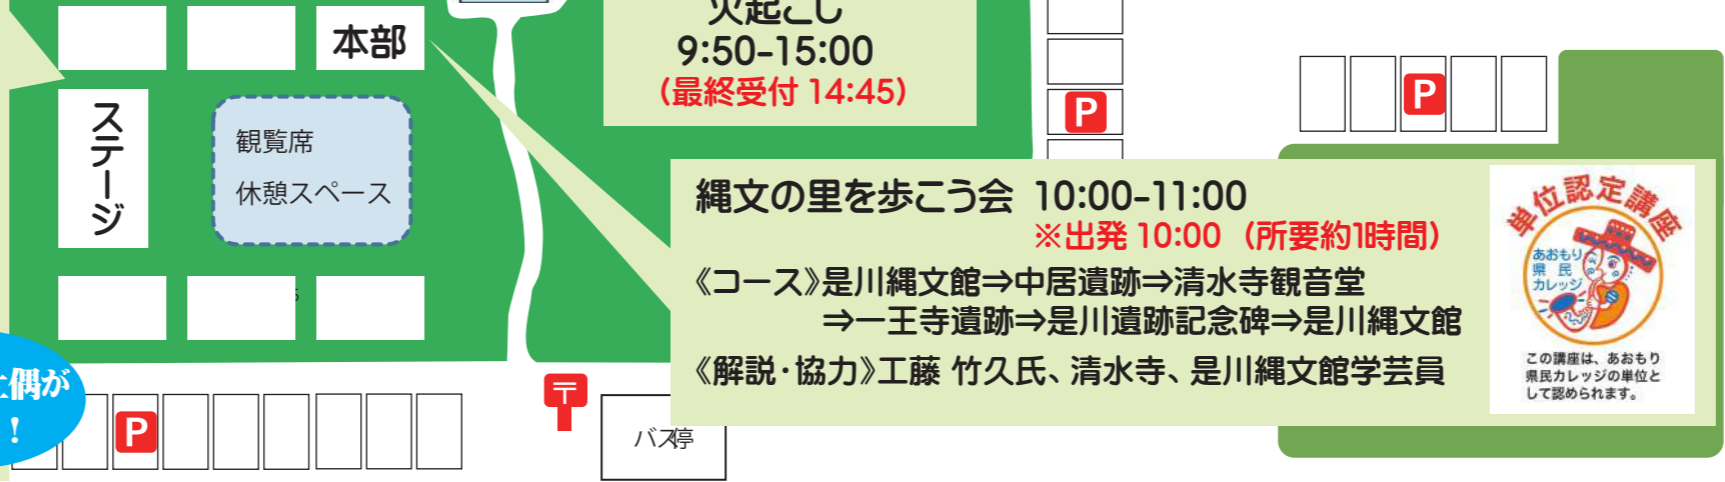 火起こし
9:50-15:00
（最終受付 14:45）
本部
ステージ
観覧席
休憩スペース
P
P
縄文の里を歩こう会 10:00-11:00
※出発 10:00（所要約1時間）
《コース》是川縄文館⇒中居遺跡⇒清水寺観音堂
⇒一王寺遺跡⇒是川遺跡記念碑⇒是川縄文館
《解説・協力》工藤 竹久氏、清水寺、是川縄文館学芸員
単位認定講座
あおもり
県民
カレッジ
この講座は、あおもり
県民カレッジの単位と
して認められます。
偶が
！
P
〒
バス停